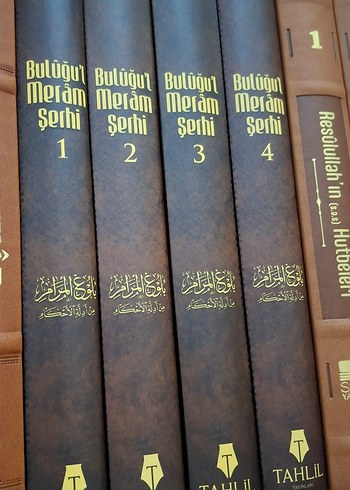 Bulûğu'l
Merâm
Şerhi
1
بلوغ المرام
من أدلة الأحكام
Bulûğu'l
Merâm
Şerhi
2
بلوغ المرام
من أدلة الأحكام
T
Bulûğu'l
Merâm
Şerhi
3
بلوغ المرام
من أدلة الأحكام
T
TAHLİL
Bulûğu'l
Merâm
Şerhi
4
بلوغ المرام
من أدلة الأحكام
T
TAHLİL
YAYINLARI
1
Resûlullah'ın (s.a.s)
Hutbeleri